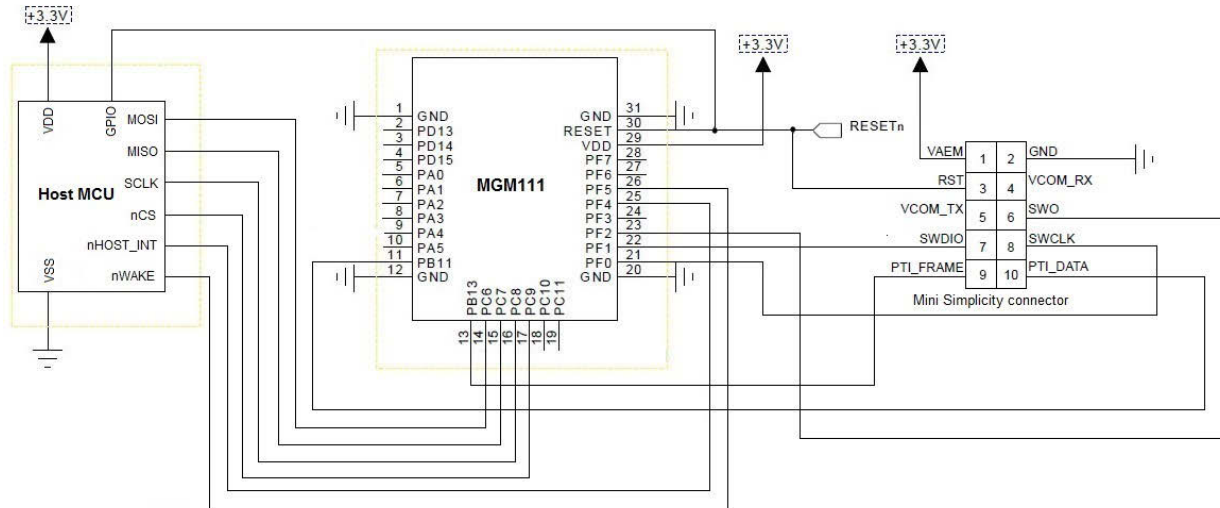 +3.3V
VDD
GPIO
MOSI
MISO
SCLK
nCS
nHOST_INT
nWAKE
Host MCU
VSS
MGM111
1 GND
2 PD13
3 PD14
4 PD15
5 PA0
6 PA1
7 PA2
8 PA3
9 PA4
10 PA5
11 PB11
12 GND
PB13 13
PC6 14
PC7 15
PC8 16
PC9 17
PC10 18
PC11 19
GND 31
RESET 30
VDD 29
PF7 28
PF6 27
PF5 26
PF4 25
PF3 24
PF2 23
PF1 22
PF0 21
GND 20
+3.3V
RESETn
+3.3V
VAEM 1 2 GND
RST 3 4 VCOM_RX
VCOM_TX 5 6 SWO
SWDIO 7 8 SWCLK
PTI_FRAME 9 10 PTI_DATA
Mini Simplicity connector